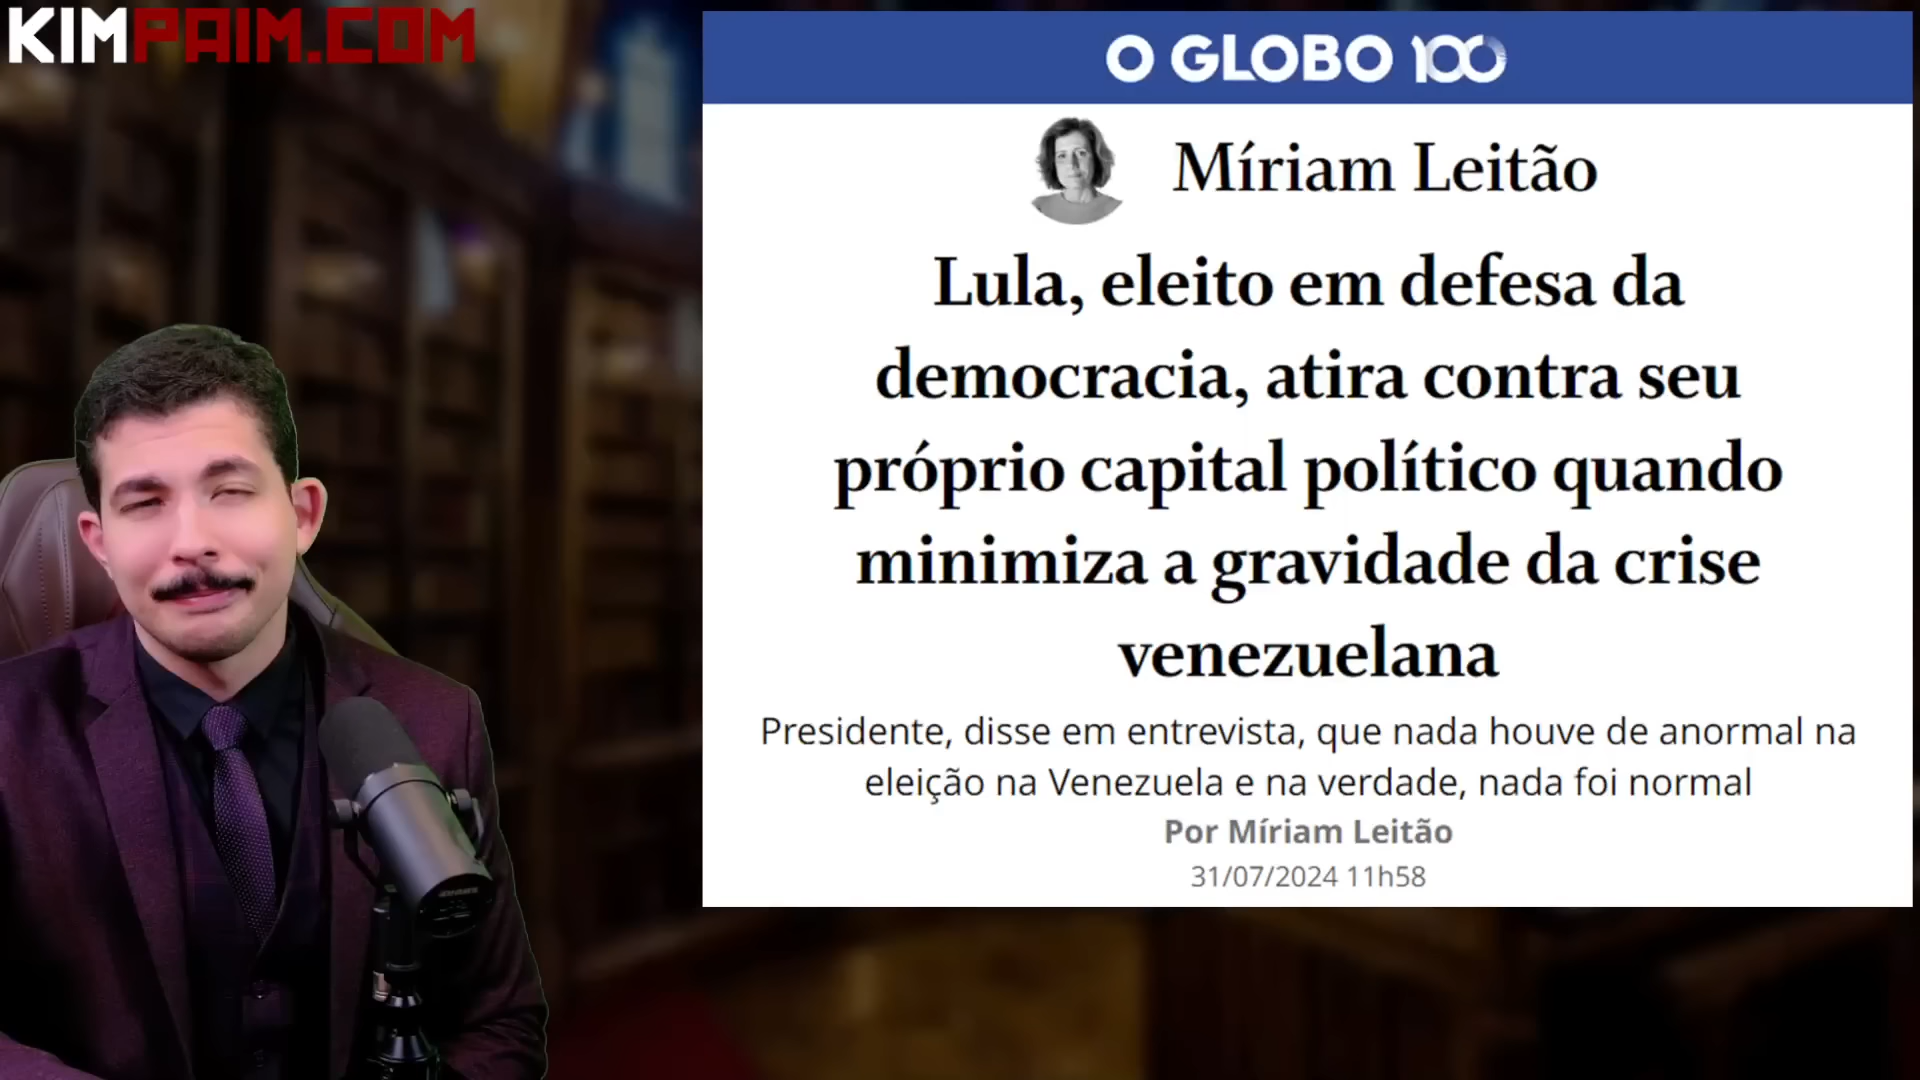 KIMPAIM.COM
O GLOBO 100
Míriam Leitão
Lula, eleito em defesa da
democracia, atira contra seu
próprio capital político quando
minimiza a gravidade da crise
venezuelana
Presidente, disse em entrevista, que nada houve de anormal na
eleição na Venezuela e na verdade, nada foi normal
Por Míriam Leitão
31/07/2024 11h58